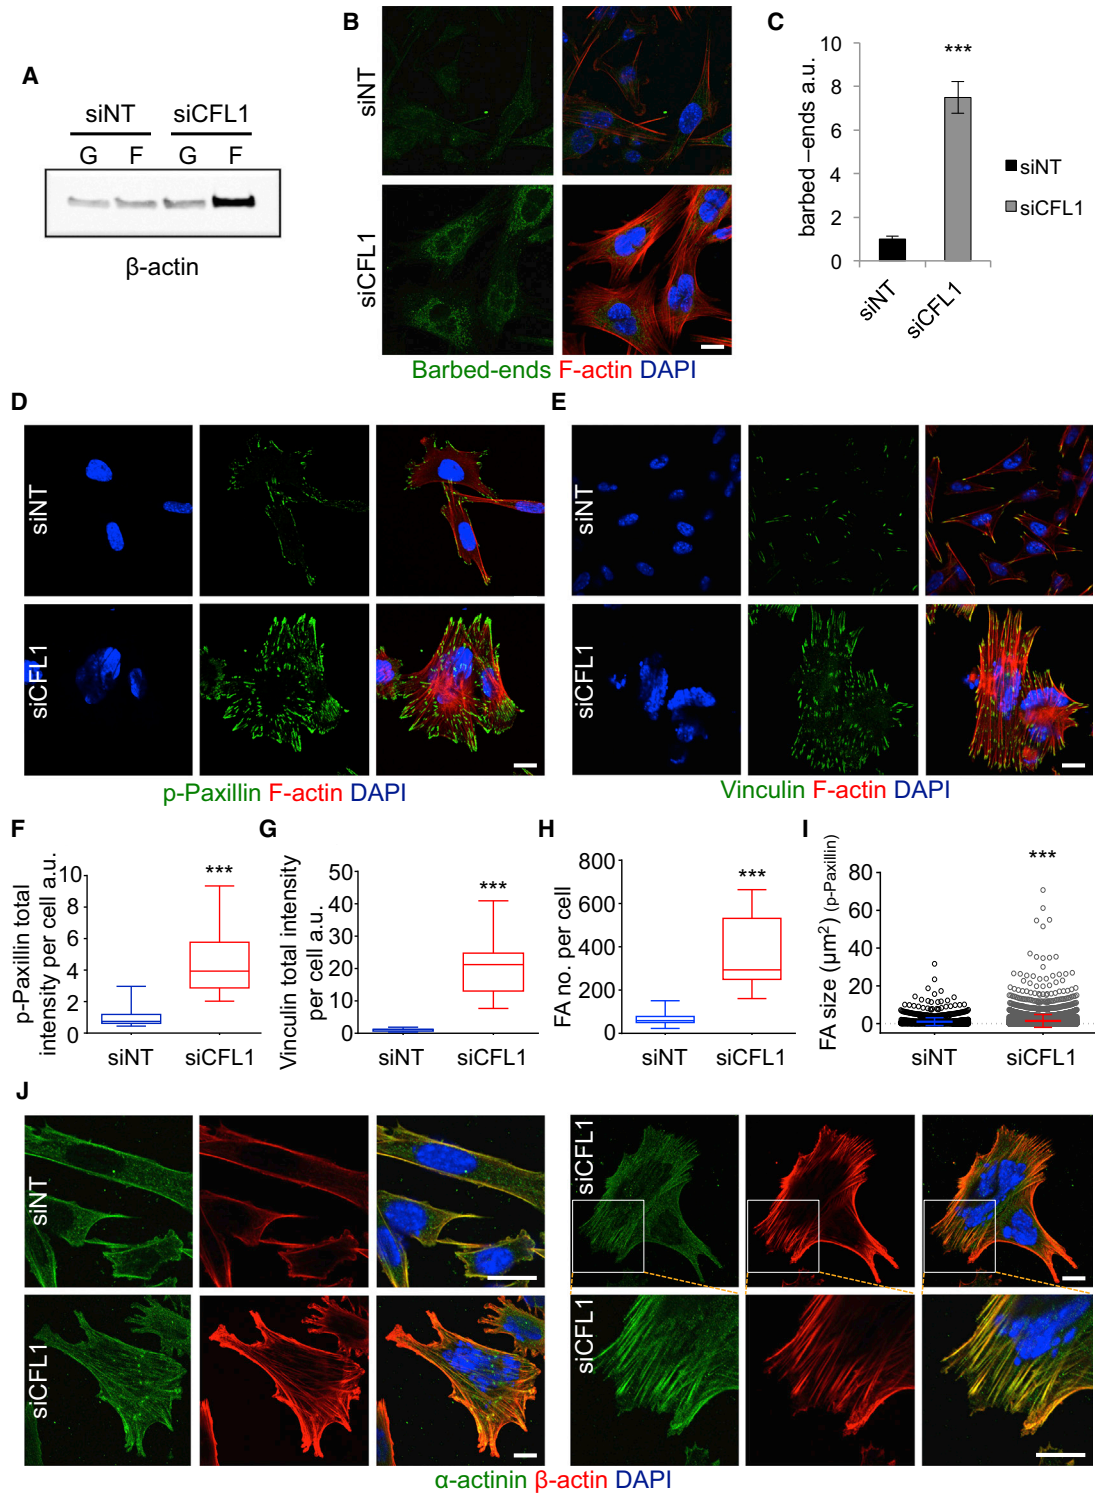 A
siNT siCFL1
G F G F
β-actin
B
siNT
siCFL1
Barbed-ends F-actin DAPI
C
barbed –ends a.u.
10
8
6
4
2
0
***
siNT
siCFL1
siNT
siCFL1
D
siNT
siCFL1
p-Paxillin F-actin DAPI
E
siNT
siCFL1
Vinculin F-actin DAPI
F
p-Paxillin total
intensity per cell a.u.
10
8
6
4
2
0
***
siNT siCFL1
G
Vinculin total intensity
per cell a.u.
50
40
30
20
10
0
***
siNT siCFL1
H
FA no. per cell
800
600
400
200
0
***
siNT siCFL1
I
FA size (µm²) (p-Paxillin)
80
60
40
20
0
***
siNT siCFL1
J
siNT
siCFL1
siCFL1
siCFL1
α-actinin β-actin DAPI